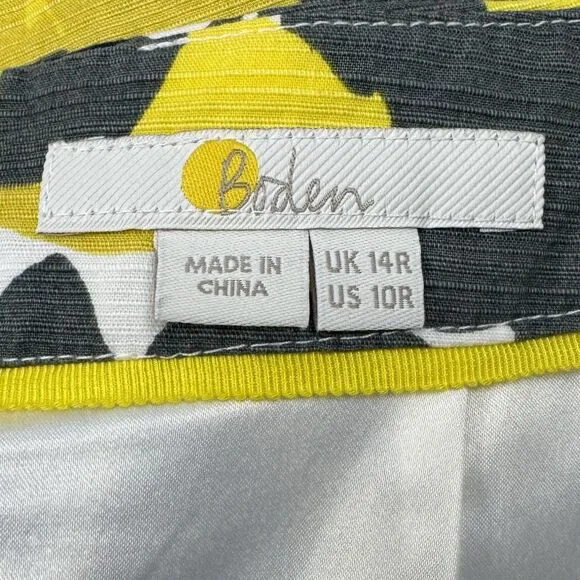 Boden
MADE IN
CHINA
UK 14R
US 10R